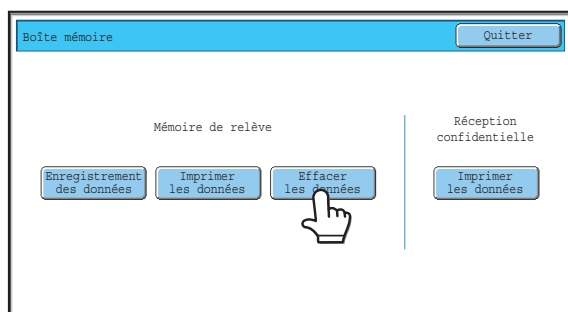 Boîte mémoire
Quitter
Mémoire de relève
Réception
confidentielle
Enregistrement
des données
Imprimer
les données
Effacer
les données
Imprimer
les données